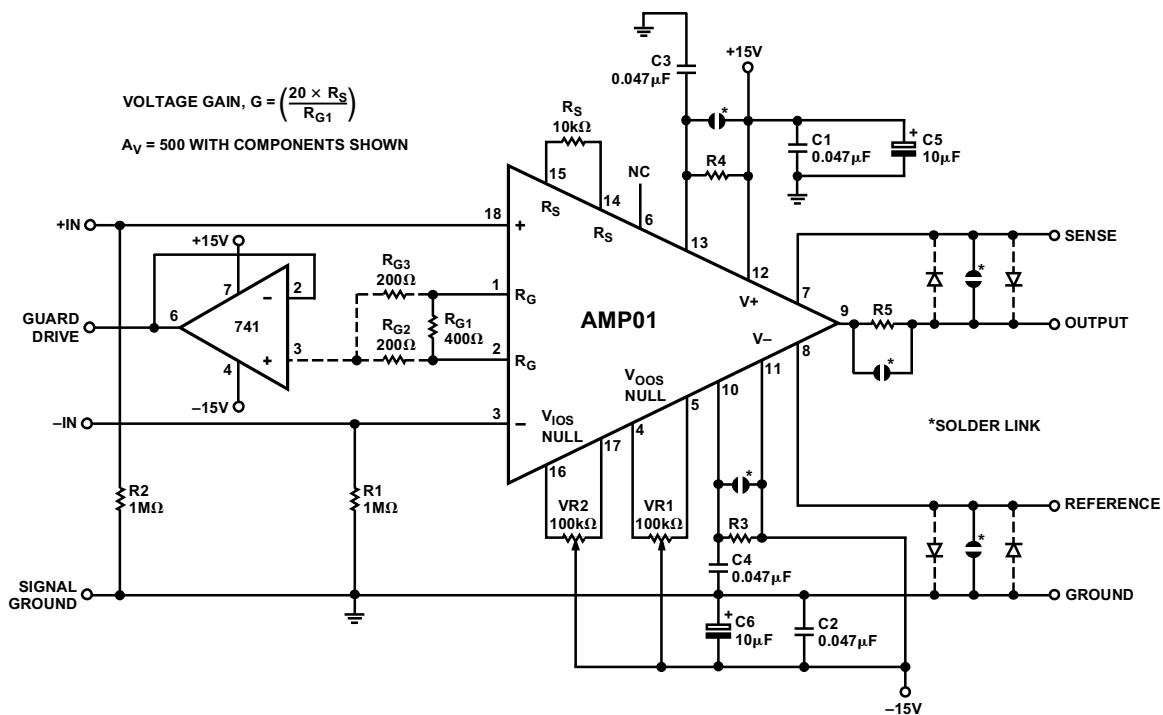 VOLTAGE GAIN, G = (20 × RS / RG1)
AV = 500 WITH COMPONENTS SHOWN
C3
0.047µF
+15V
*
RS
10kΩ
R4
C1
0.047µF
+
C5
10µF
15
14
RS
RS
NC
6
13
12
V+
+IN
18
+
+15V
7
2
–
6
741
+
3
4
–15V
GUARD
DRIVE
RG3
200Ω
RG2
200Ω
RG1
400Ω
1
RG
2
RG
AMP01
7
9
8
V–
11
10
R5
*
SENSE
*
OUTPUT
–IN
3
–
VIOS
NULL
VOOS
NULL
16
17
4
5
*SOLDER LINK
R2
1MΩ
R1
1MΩ
VR2
100kΩ
VR1
100kΩ
*
R3
C4
0.047µF
REFERENCE
*
SIGNAL
GROUND
GROUND
+
C6
10µF
C2
0.047µF
–15V